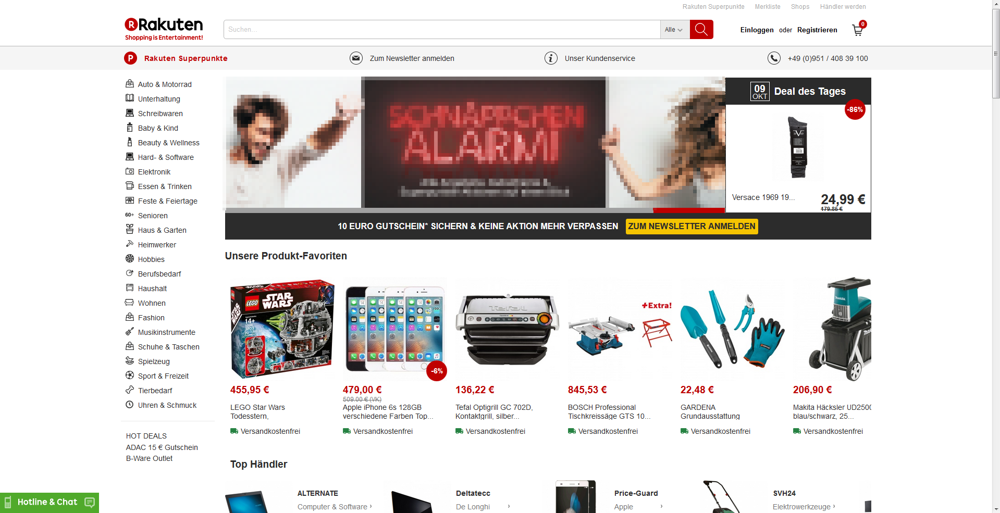 Rakuten Superpunkte
Merkliste
Shops
Händler werden
R Rakuten
Shopping is Entertainment!
Suchen...
Alle
Einloggen oder Registrieren
0
P Rakuten Superpunkte
Zum Newsletter anmelden
Unser Kundenservice
+49 (0)951 / 408 39 100
Auto & Motorrad
Unterhaltung
Schreibwaren
Baby & Kind
Beauty & Wellness
Hard- & Software
Elektronik
Essen & Trinken
Feste & Feiertage
60+ Senioren
Haus & Garten
Heimwerker
Hobbies
Berufsbedarf
Haushalt
Wohnen
Fashion
Musikinstrumente
Schuhe & Taschen
Spielzeug
Sport & Freizeit
Tierbedarf
Uhren & Schmuck
HOT DEALS
ADAC 15 € Gutschein
B-Ware Outlet
SCHNÄPPCHEN
ALARM!
09
OKT
Deal des Tages
-86%
Versace 1969 19...
24,99 €
179.85 €
10 EURO GUTSCHEIN* SICHERN & KEINE AKTION MEHR VERPASSEN
ZUM NEWSLETTER ANMELDEN
Unsere Produkt-Favoriten
LEGO
STAR WARS
14+
455,95 €
LEGO Star Wars
Todesstern,
Versandkostenfrei
-6%
479,00 €
509.00 € (VK)
Apple iPhone 6s 128GB
verschiedene Farben Top...
Versandkostenfrei
Tefal
136,22 €
Tefal Optigrill GC 702D,
Kontaktgrill, silber...
Versandkostenfrei
+Extra!
845,53 €
BOSCH Professional
Tischkreissäge GTS 10...
Versandkostenfrei
22,48 €
GARDENA
Grundausstattung
Versandkostenfrei
makita
206,90 €
Makita Häcksler UD2500
blau/schwarz, 25...
Versandkostenfrei
Top Händler
ALTERNATE
Computer & Software ›
Deltatecc
De Longhi ›
Price-Guard
Apple ›
SVH24
Elektrowerkzeuge ›
Hotline & Chat